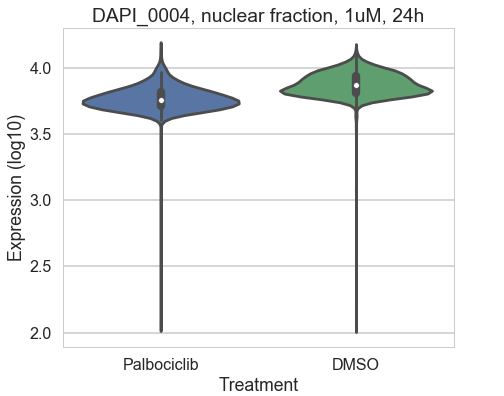 DAPI_0004, nuclear fraction, 1uM, 24h
Expression (log10)
4.0
3.5
3.0
2.5
2.0
Palbociclib DMSO
Treatment